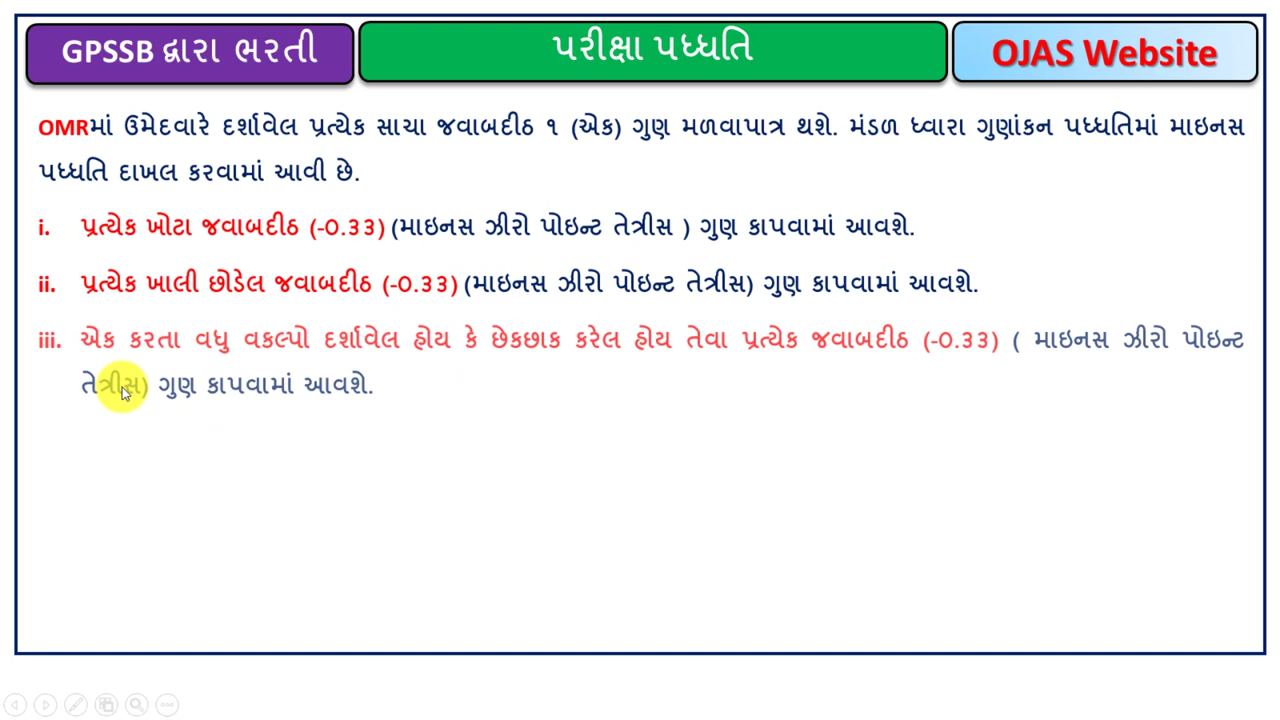 GPSSB દ્વારા ભરતી
પરીક્ષા પધ્ધતિ
OJAS Website
OMRમાં ઉમેદવારે દર્શાવેલ પ્રત્યેક સાચા જવાબદીઠ ૧ (એક) ગુણ મળવાપાત્ર થશે. મંડળ ધ્વારા ગુણાંકન પધ્ધતિમાં માઇનસ
પધ્ધતિ દાખલ કરવામાં આવી છે.
i. પ્રત્યેક ખોટા જવાબદીઠ (-0.33) (માઇનસ ઝીરો પોઇન્ટ તેત્રીસ ) ગુણ કાપવામાં આવશે.
ii. પ્રત્યેક ખાલી છોડેલ જવાબદીઠ (-0.33) (માઇનસ ઝીરો પોઇન્ટ તેત્રીસ) ગુણ કાપવામાં આવશે.
iii. એક કરતા વધુ વકલ્પો દર્શાવેલ હોય કે છેકછાક કરેલ હોય તેવા પ્રત્યેક જવાબદીઠ (-0.33) ( માઇનસ ઝીરો પોઇન્ટ
તેત્રીસ) ગુણ કાપવામાં આવશે.